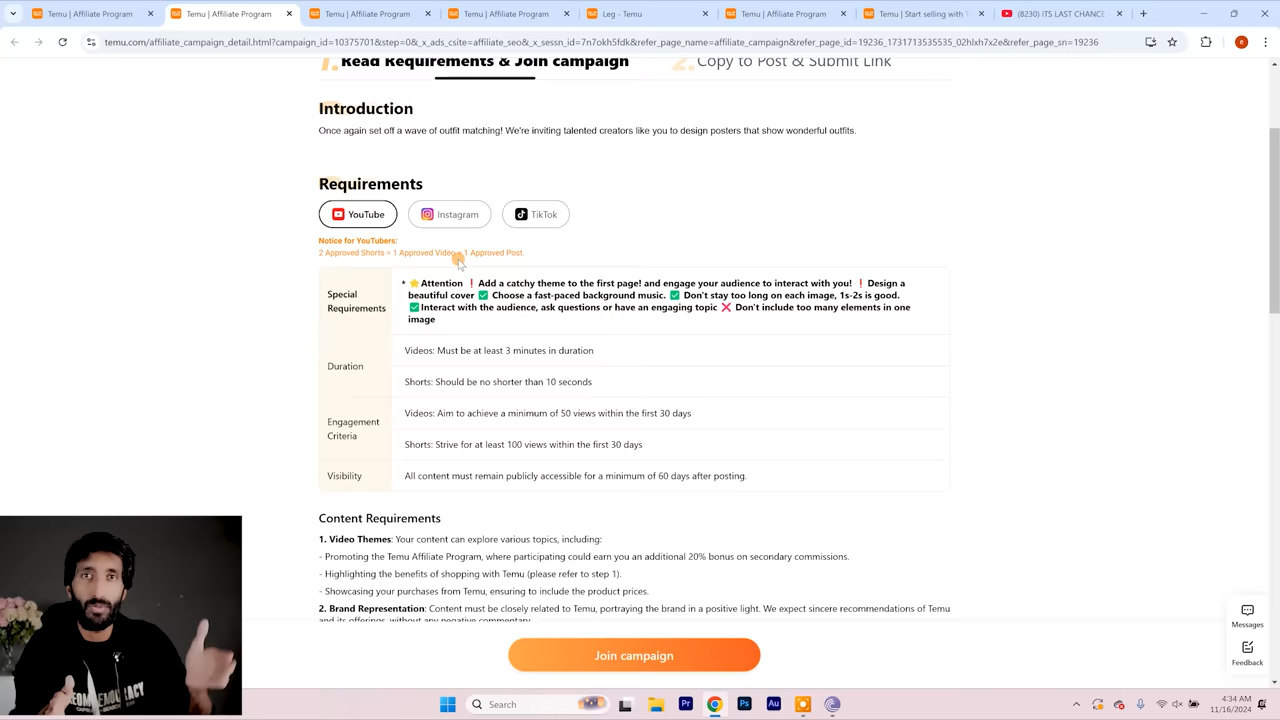 Temu | Affiliate Program
Temu | Affiliate Program
Temu | Affiliate Program
Leg - Temu
Temu | Affiliate Program
Temu | Start selling with T
(8230) ITS LAST CHANC
temu.com/affiliate_campaign_detail.html?campaign_id=10375701&step=0&_x_ads_csite=affiliate_seo&_x_sessn_id=7n7okh5fdk&refer_page_name=affiliate_campaign&refer_page_id=19236_1731713535535_02hlxh7x2e&refer_page_sn=19236
1. Read Requirements & Join campaign
2. Copy to Post & Submit Link
Introduction
Once again set off a wave of outfit matching! We're inviting talented creators like you to design posters that show wonderful outfits.
Requirements
YouTube
Instagram
TikTok
Notice for YouTubers:
2 Approved Shorts = 1 Approved Video = 1 Approved Post.
Special
Requirements
* ⭐Attention ❗ Add a catchy theme to the first page! and engage your audience to interact with you! ❗ Design a
beautiful cover ✅ Choose a fast-paced background music. ✅ Don't stay too long on each image, 1s-2s is good.
✅Interact with the audience, ask questions or have an engaging topic ❌ Don't include too many elements in one
image
Duration
Videos: Must be at least 3 minutes in duration
Shorts: Should be no shorter than 10 seconds
Engagement
Criteria
Videos: Aim to achieve a minimum of 50 views within the first 30 days
Shorts: Strive for at least 100 views within the first 30 days
Visibility
All content must remain publicly accessible for a minimum of 60 days after posting.
Content Requirements
1. Video Themes: Your content can explore various topics, including:
- Promoting the Temu Affiliate Program, where participating could earn you an additional 20% bonus on secondary commissions.
- Highlighting the benefits of shopping with Temu (please refer to step 1).
- Showcasing your purchases from Temu, ensuring to include the product prices.
2. Brand Representation: Content must be closely related to Temu, portraying the brand in a positive light. We expect sincere recommendations of Temu
and its offerings, without any negative commentary.
Join campaign
Messages
Feedback
Search
4:34 AM
11/16/2024